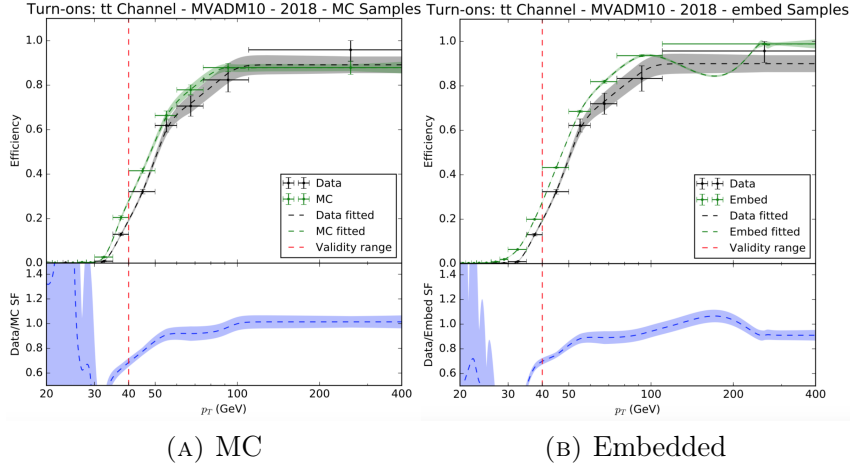 Turn-ons: tt Channel - MVADM10 - 2018 - MC Samples
1.0
0.8
0.6
0.4
0.2
0.0
Efficiency
Data
MC
Data fitted
MC fitted
Validity range
1.4
1.2
1.0
0.8
0.6
Data/MC SF
20 30 40 50 60 100 200 300 400
pT (GeV)
(A) MC
Turn-ons: tt Channel - MVADM10 - 2018 - embed Samples
1.0
0.8
0.6
0.4
0.2
0.0
Efficiency
Data
Embed
Data fitted
Embed fitted
Validity range
1.4
1.2
1.0
0.8
0.6
Data/Embed SF
20 30 40 50 60 100 200 300 400
pT (GeV)
(B) Embedded